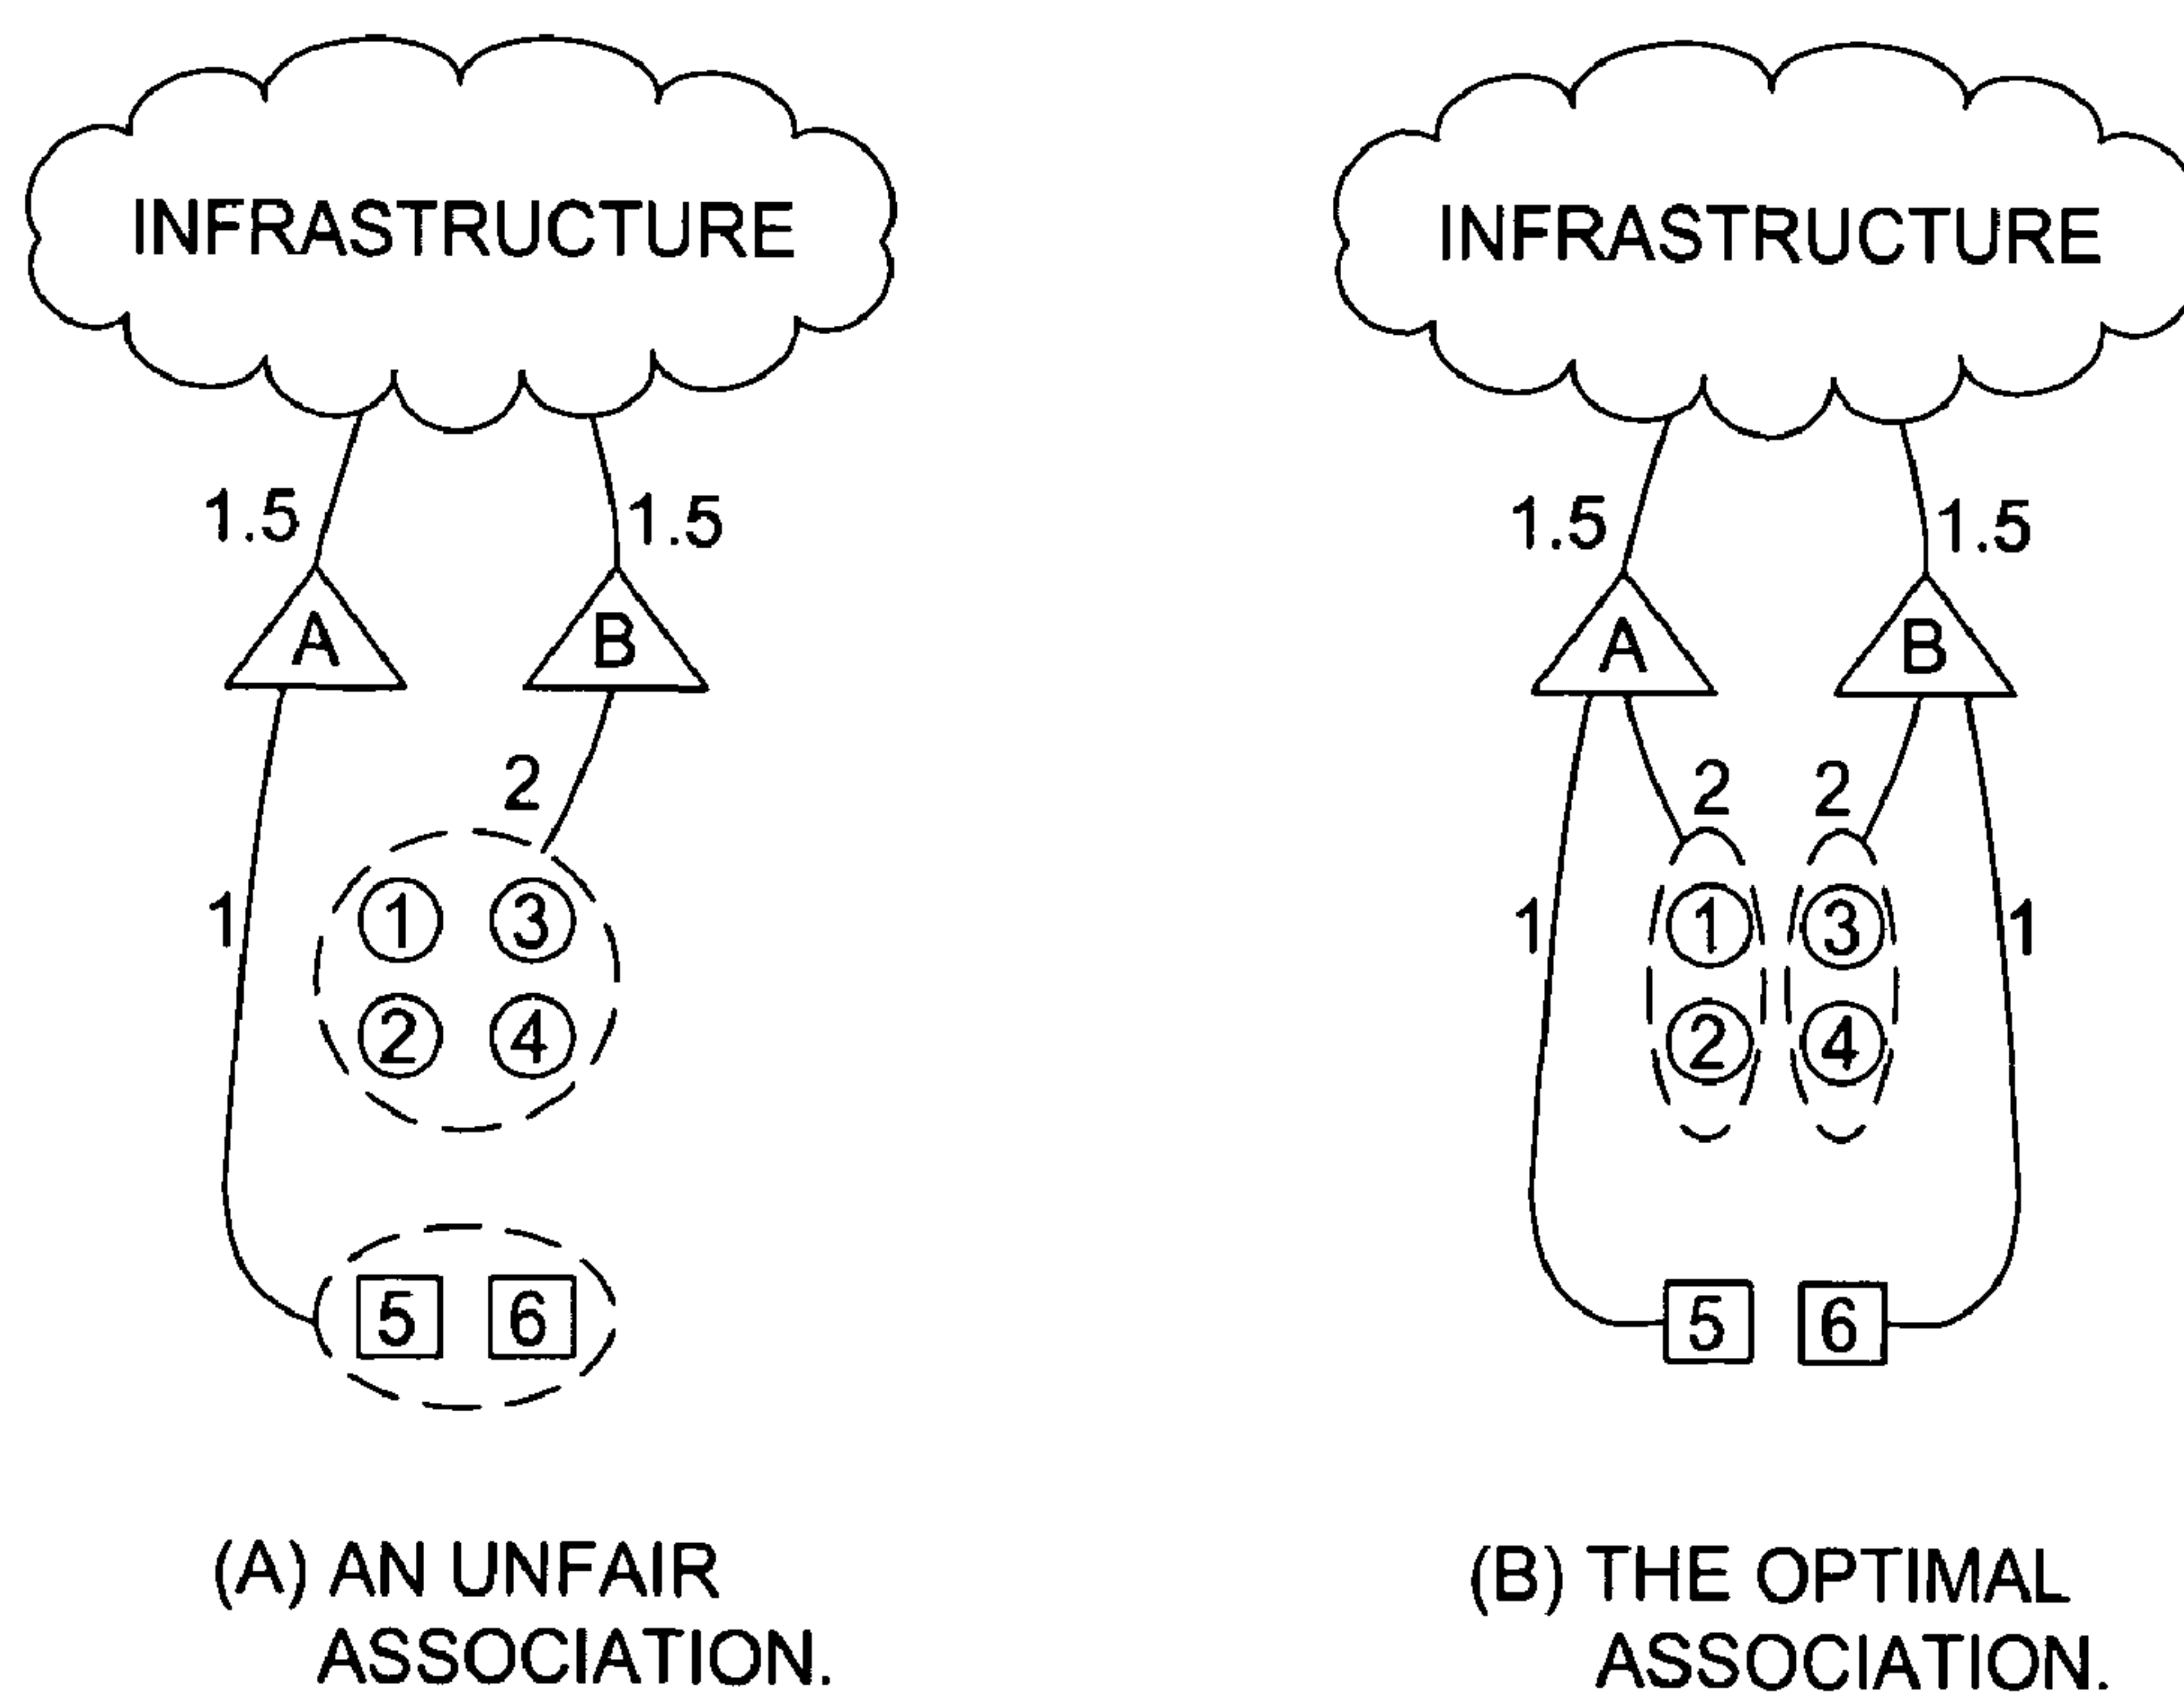 INFRASTRUCTURE
1.5
1.5
A
B
2
1
1
3
2
4
5
6
(A) AN UNFAIR
ASSOCIATION.
INFRASTRUCTURE
1.5
1.5
A
B
2
2
1
1
3
1
2
4
5
6
(B) THE OPTIMAL
ASSOCIATION.